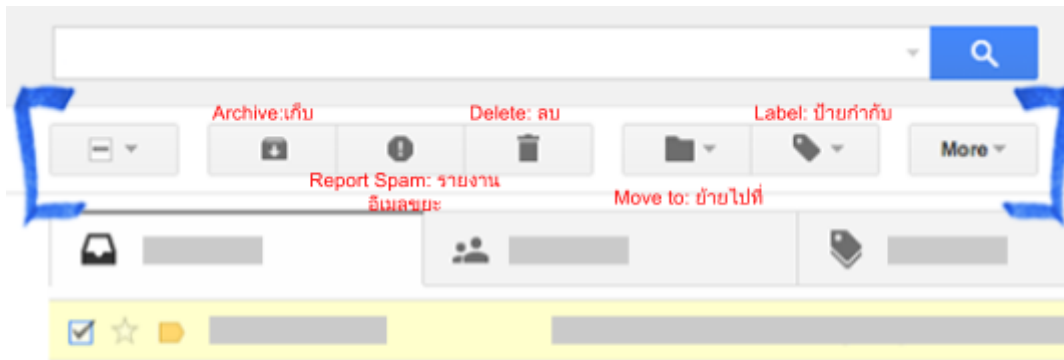 Archive:เก็บ
Delete: ลบ
Label: ป้ายกำกับ
More
Report Spam: รายงาน
อีเมลขยะ
Move to: ย้ายไปที่